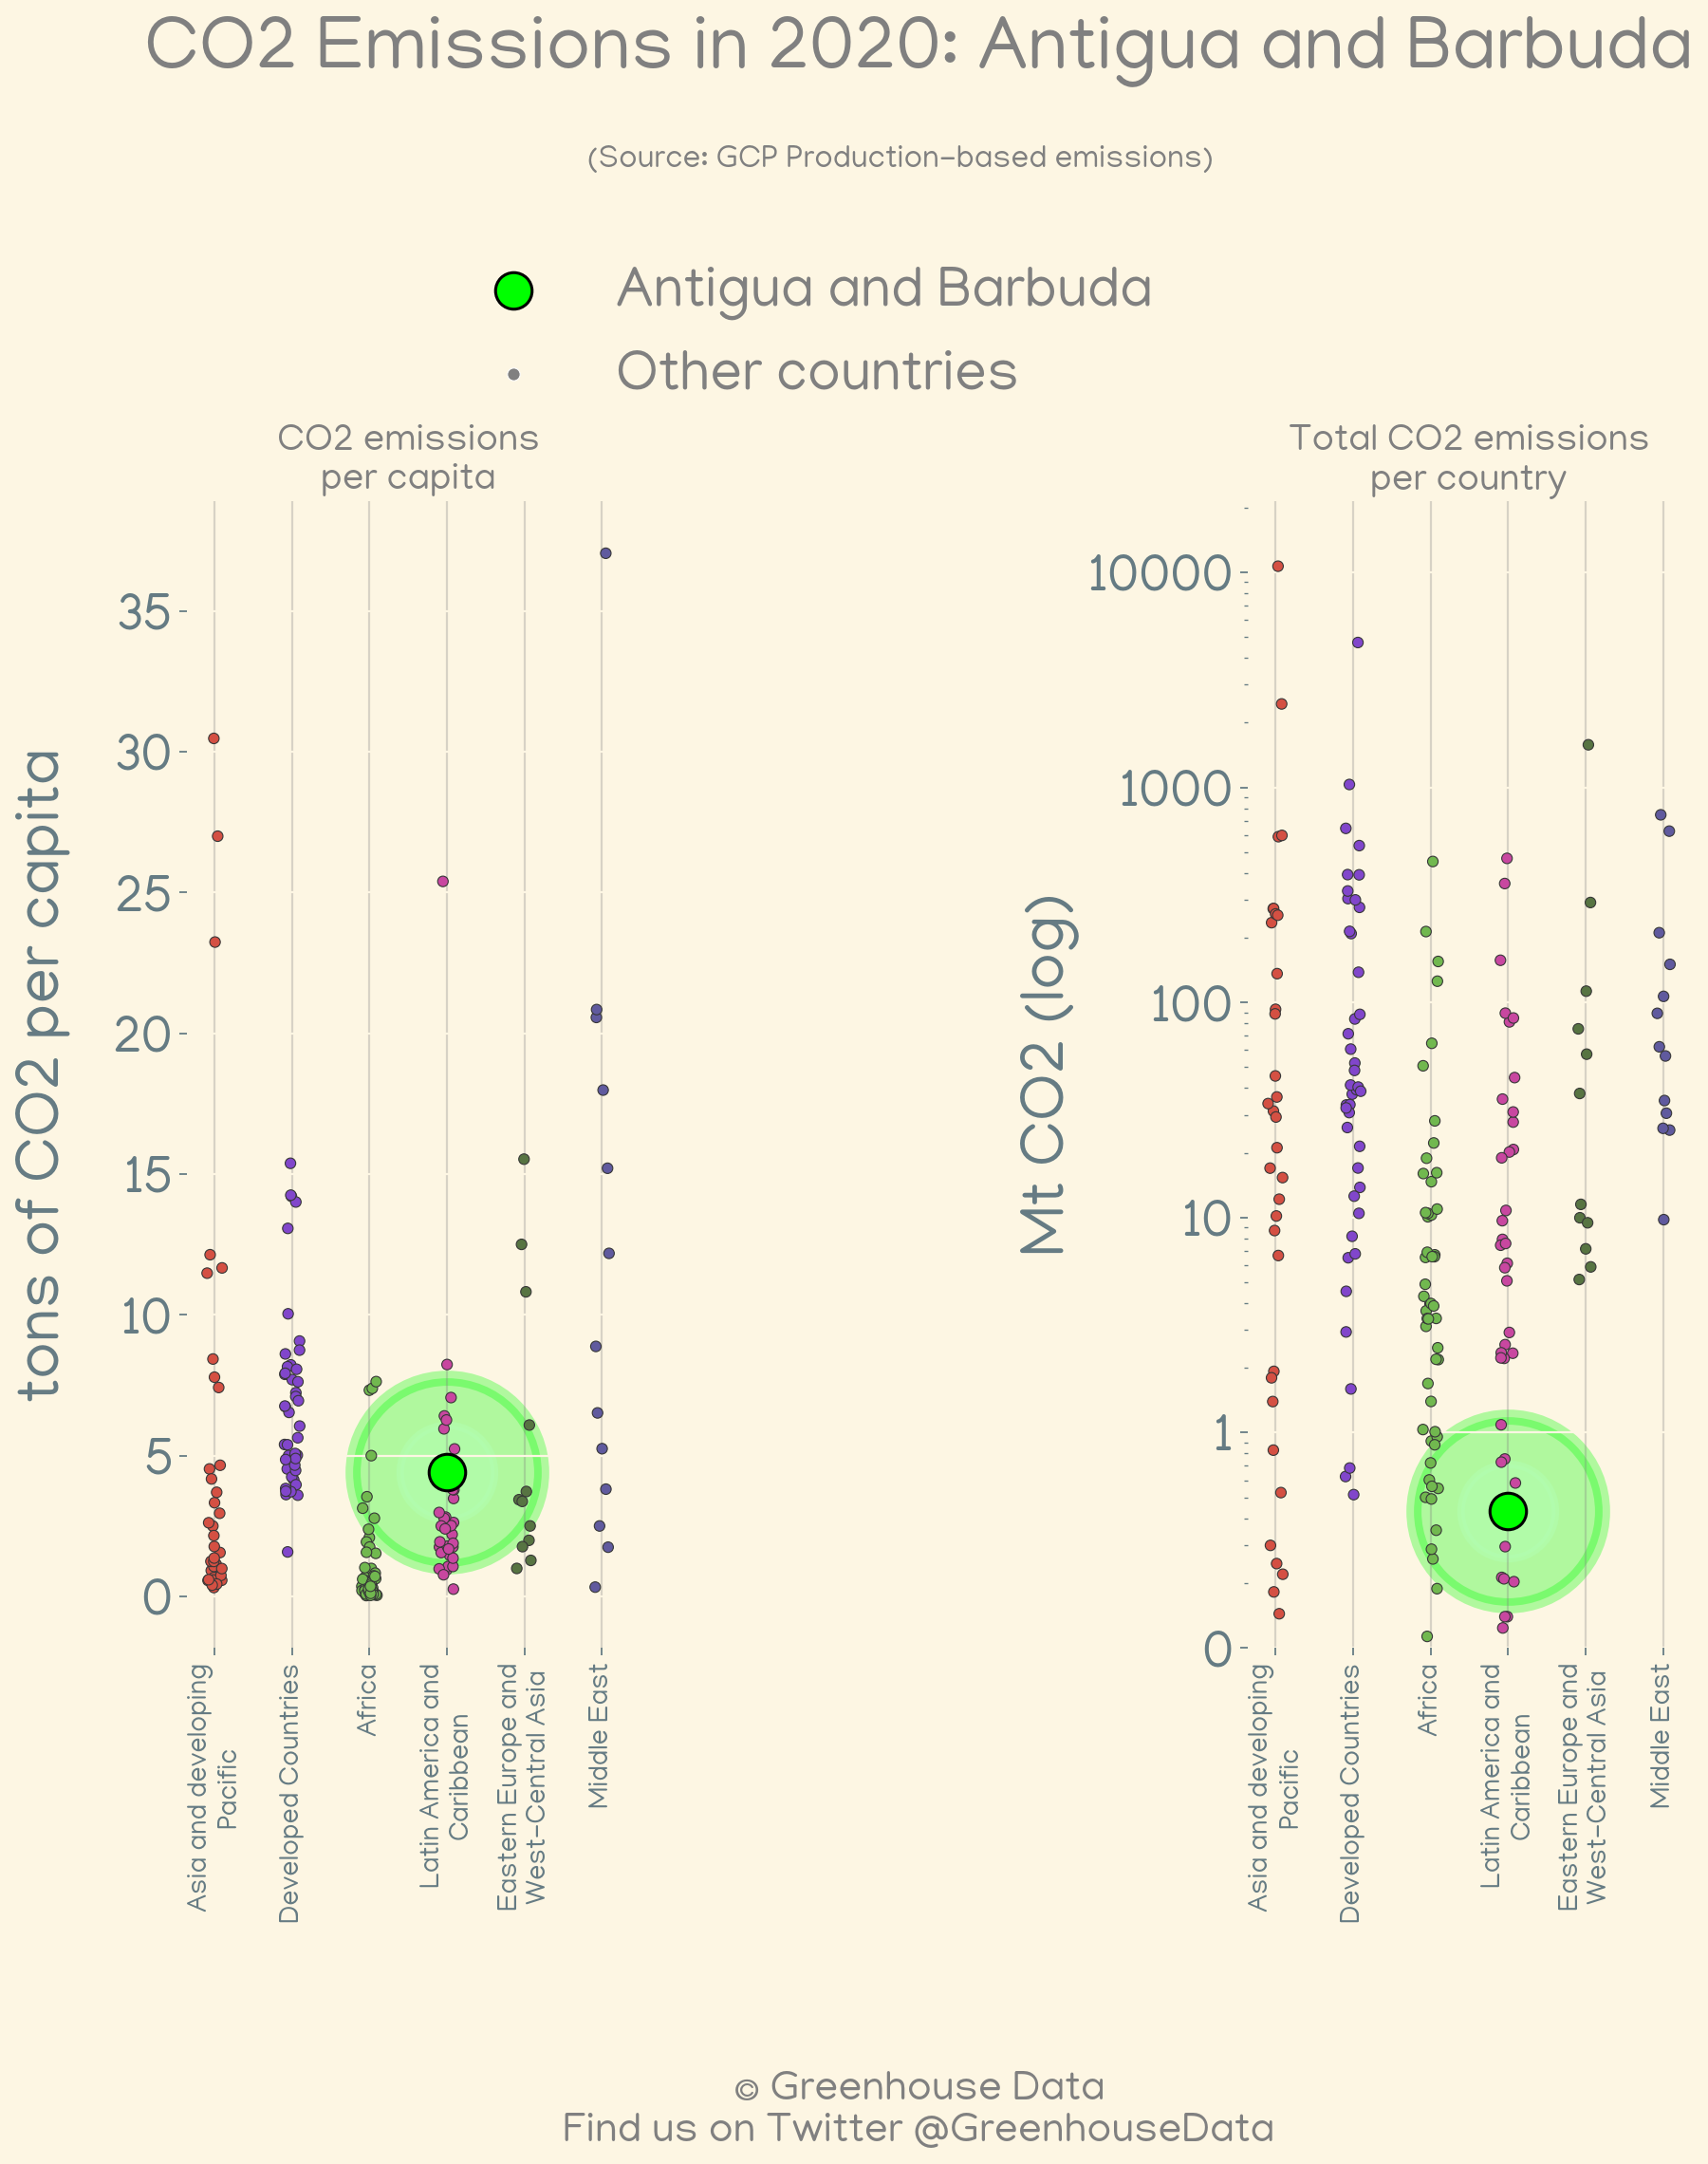 CO2 Emissions in 2020: Antigua and Barbuda
(Source: GCP Production-based emissions)
Antigua and Barbuda
Other countries
CO2 emissions
per capita
tons of CO2 per capita
35
30
25
20
15
10
5
0
Asia and developing
Pacific
Developed Countries
Africa
Latin America and
Caribbean
Eastern Europe and
West-Central Asia
Middle East
Total CO2 emissions
per country
Mt CO2 (log)
10000
1000
100
10
1
0
Asia and developing
Pacific
Developed Countries
Africa
Latin America and
Caribbean
Eastern Europe and
West-Central Asia
Middle East
© Greenhouse Data
Find us on Twitter @GreenhouseData